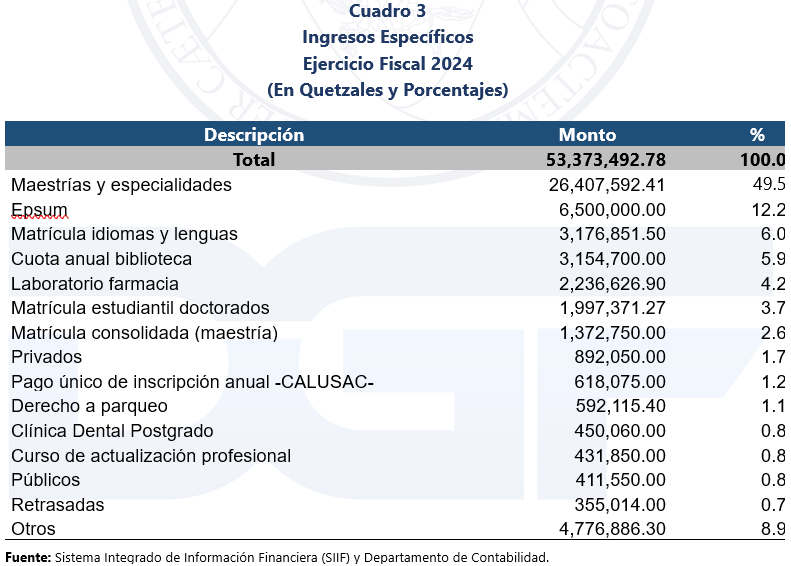 Cuadro 3
Ingresos Específicos
Ejercicio Fiscal 2024
(En Quetzales y Porcentajes)
Descripción Monto %
Total 53,373,492.78 100.0
Maestrías y especialidades 26,407,592.41 49.5
Epsum 6,500,000.00 12.2
Matrícula idiomas y lenguas 3,176,851.50 6.0
Cuota anual biblioteca 3,154,700.00 5.9
Laboratorio farmacia 2,236,626.90 4.2
Matrícula estudiantil doctorados 1,997,371.27 3.7
Matrícula consolidada (maestría) 1,372,750.00 2.6
Privados 892,050.00 1.7
Pago único de inscripción anual -CALUSAC- 618,075.00 1.2
Derecho a parqueo 592,115.40 1.1
Clínica Dental Postgrado 450,060.00 0.8
Curso de actualización profesional 431,850.00 0.8
Públicos 411,550.00 0.8
Retrasadas 355,014.00 0.7
Otros 4,776,886.30 8.9
Fuente: Sistema Integrado de Información Financiera (SIIF) y Departamento de Contabilidad.